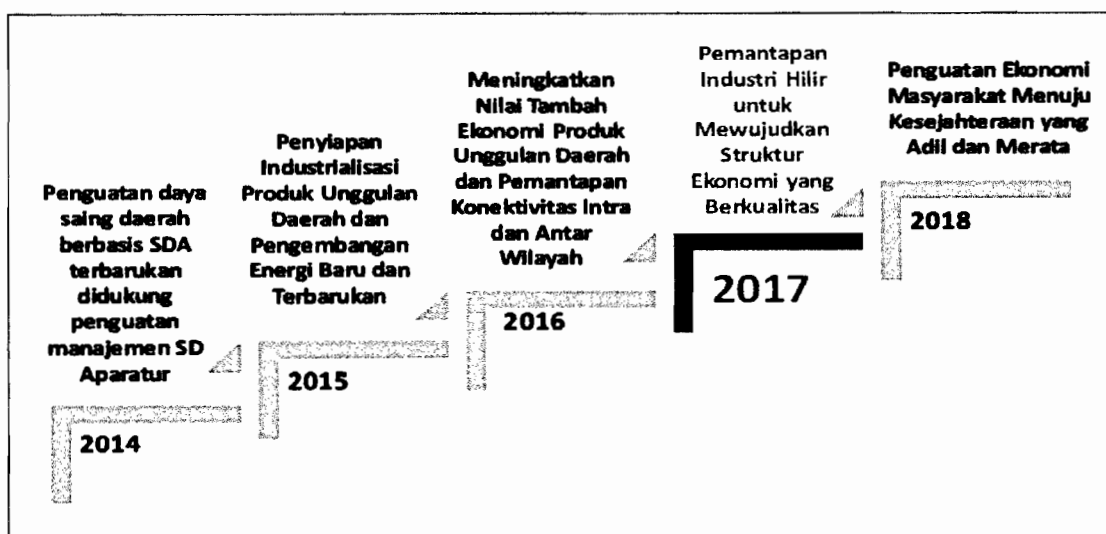 Penguatan daya
saing daerah
berbasis SDA
terbarukan
didukung
penguatan
manajemen SD
Aparatur
2014
Penyiapan
Industrialisasi
Produk Unggulan
Daerah dan
Pengembangan
Energi Baru dan
Terbarukan
2015
Meningkatkan
Nilai Tambah
Ekonomi Produk
Unggulan Daerah
dan Pemantapan
Konektivitas Intra
dan Antar
Wilayah
2016
Pemantapan
Industri Hilir
untuk
Mewujudkan
Struktur
Ekonomi yang
Berkualitas
2017
Penguatan Ekonomi
Masyarakat Menuju
Kesejahteraan yang
Adil dan Merata
2018